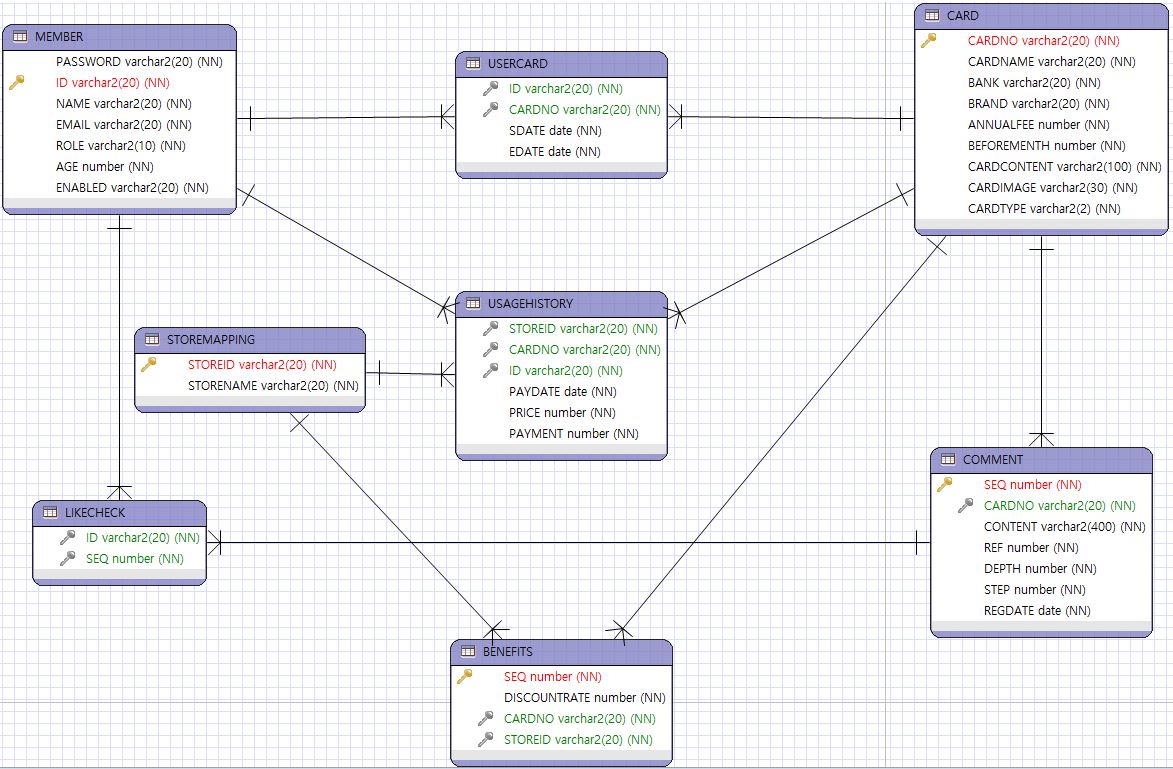 MEMBER
PASSWORD varchar2(20) (NN)
ID varchar2(20) (NN)
NAME varchar2(20) (NN)
EMAIL varchar2(20) (NN)
ROLE varchar2(10) (NN)
AGE number (NN)
ENABLED varchar2(20) (NN)
USERCARD
ID varchar2(20) (NN)
CARDNO varchar2(20) (NN)
SDATE date (NN)
EDATE date (NN)
CARD
CARDNO varchar2(20) (NN)
CARDNAME varchar2(20) (NN)
BANK varchar2(20) (NN)
BRAND varchar2(20) (NN)
ANNUALFEE number (NN)
BEFOREMENTH number (NN)
CARDCONTENT varchar2(100) (NN)
CARDIMAGE varchar2(30) (NN)
CARDTYPE varchar2(2) (NN)
STOREMAPPING
STOREID varchar2(20) (NN)
STORENAME varchar2(20) (NN)
USAGEHISTORY
STOREID varchar2(20) (NN)
CARDNO varchar2(20) (NN)
ID varchar2(20) (NN)
PAYDATE date (NN)
PRICE number (NN)
PAYMENT number (NN)
LIKECHECK
ID varchar2(20) (NN)
SEQ number (NN)
COMMENT
SEQ number (NN)
CARDNO varchar2(20) (NN)
CONTENT varchar2(400) (NN)
REF number (NN)
DEPTH number (NN)
STEP number (NN)
REGDATE date (NN)
BENEFITS
SEQ number (NN)
DISCOUNTRATE number (NN)
CARDNO varchar2(20) (NN)
STOREID varchar2(20) (NN)